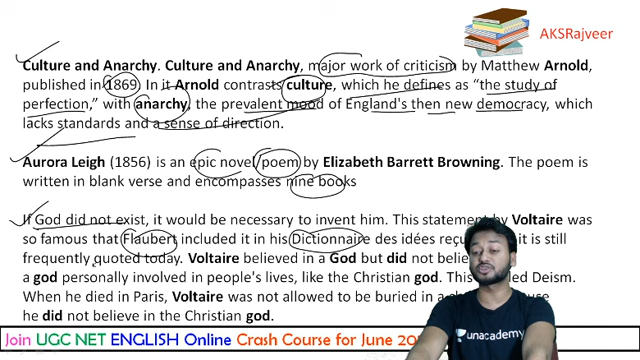 AKSRajveer
Culture and Anarchy. Culture and Anarchy, major work of criticism by Matthew Arnold,
published in 1869. In it Arnold contrasts culture, which he defines as “the study of
perfection,” with anarchy, the prevalent mood of England's then new democracy, which
lacks standards and a sense of direction.
Aurora Leigh (1856) is an epic novel/poem by Elizabeth Barrett Browning. The poem is
written in blank verse and encompasses nine books
If God did not exist, it would be necessary to invent him. This statement by Voltaire was
so famous that Flaubert included it in his Dictionnaire des idées it is still
frequently quoted today. Voltaire believed in a God but did not
a god personally involved in people's lives, like the Christian god. This Deism.
When he died in Paris, Voltaire was not allowed to be buried in a
he did not believe in the Christian god.
unacademy
Join UGC NET ENGLISH Online Crash Course for June